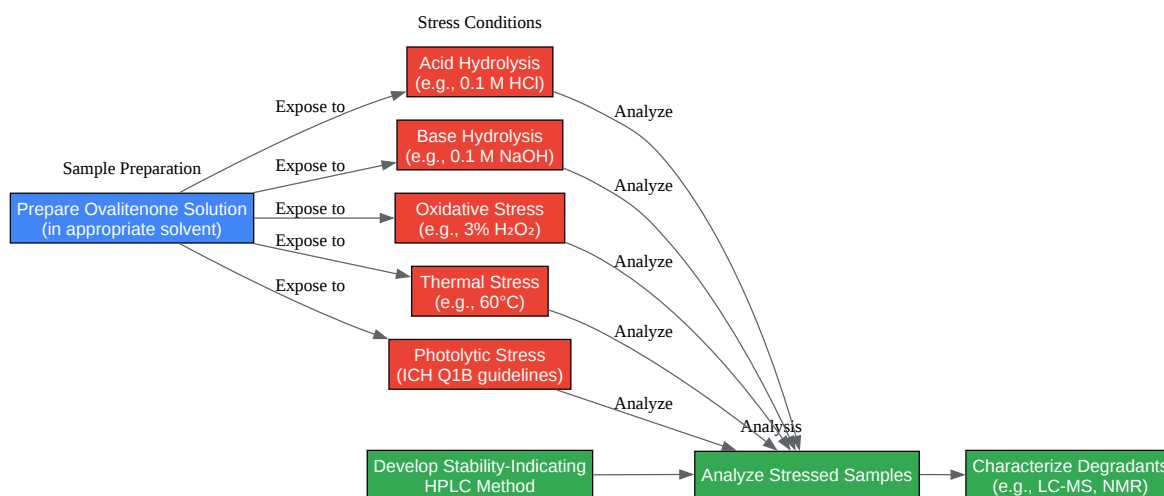 Stress Conditions
Acid Hydrolysis
(e.g., 0.1 M HCl)
Expose to
Analyze
Base Hydrolysis
(e.g., 0.1 M NaOH)
Sample Preparation
Expose to
Analyze
Prepare Ovalitenone Solution
(in appropriate solvent)
Expose to
Oxidative Stress
(e.g., 3% H₂O₂)
Expose to
Analyze
Thermal Stress
(e.g., 60°C)
Expose to
Analyze
Photolytic Stress
(ICH Q1B guidelines)
Analyze
Analysis
Develop Stability-Indicating
HPLC Method
Analyze Stressed Samples
Characterize Degradants
(e.g., LC-MS, NMR)